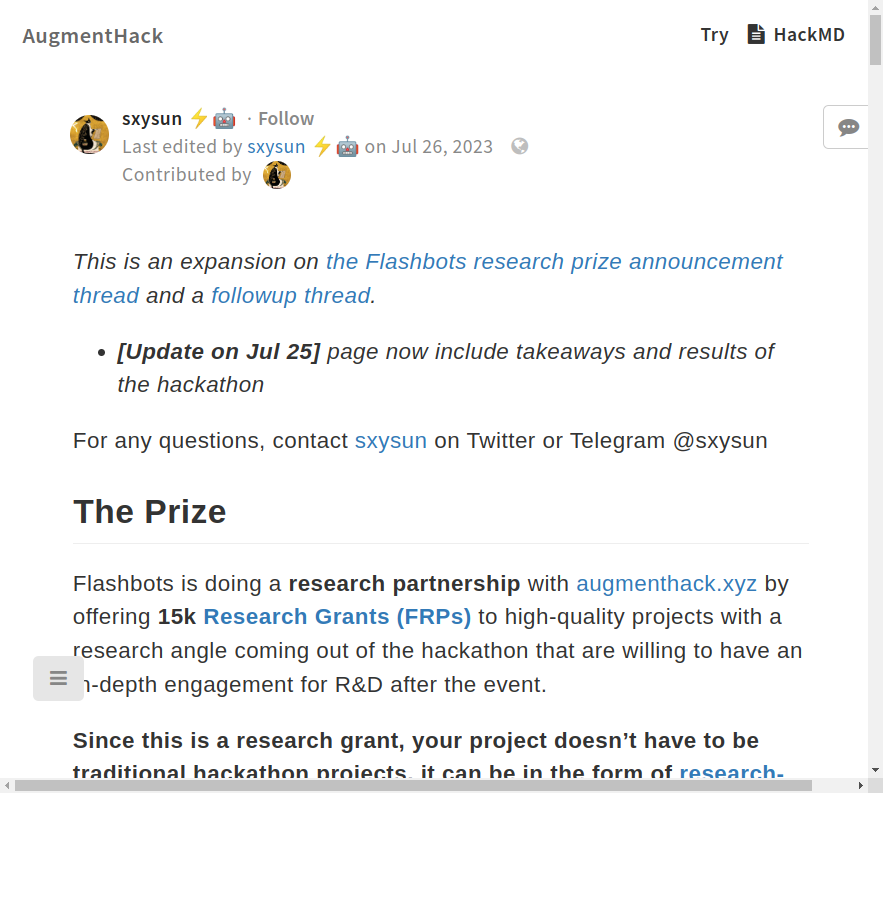 AugmentHack
Try HackMD
sxysun ⚡🤖 · Follow
Last edited by sxysun ⚡🤖 on Jul 26, 2023
Contributed by
This is an expansion on the Flashbots research prize announcement
thread and a followup thread.
• [Update on Jul 25] page now include takeaways and results of
the hackathon
For any questions, contact sxysun on Twitter or Telegram @sxysun
The Prize
Flashbots is doing a research partnership with augmenthack.xyz by
offering 15k Research Grants (FRPs) to high-quality projects with a
research angle coming out of the hackathon that are willing to have an
n-depth engagement for R&D after the event.
Since this is a research grant, your project doesn’t have to be
traditional hackathon projects, it can be in the form of research-